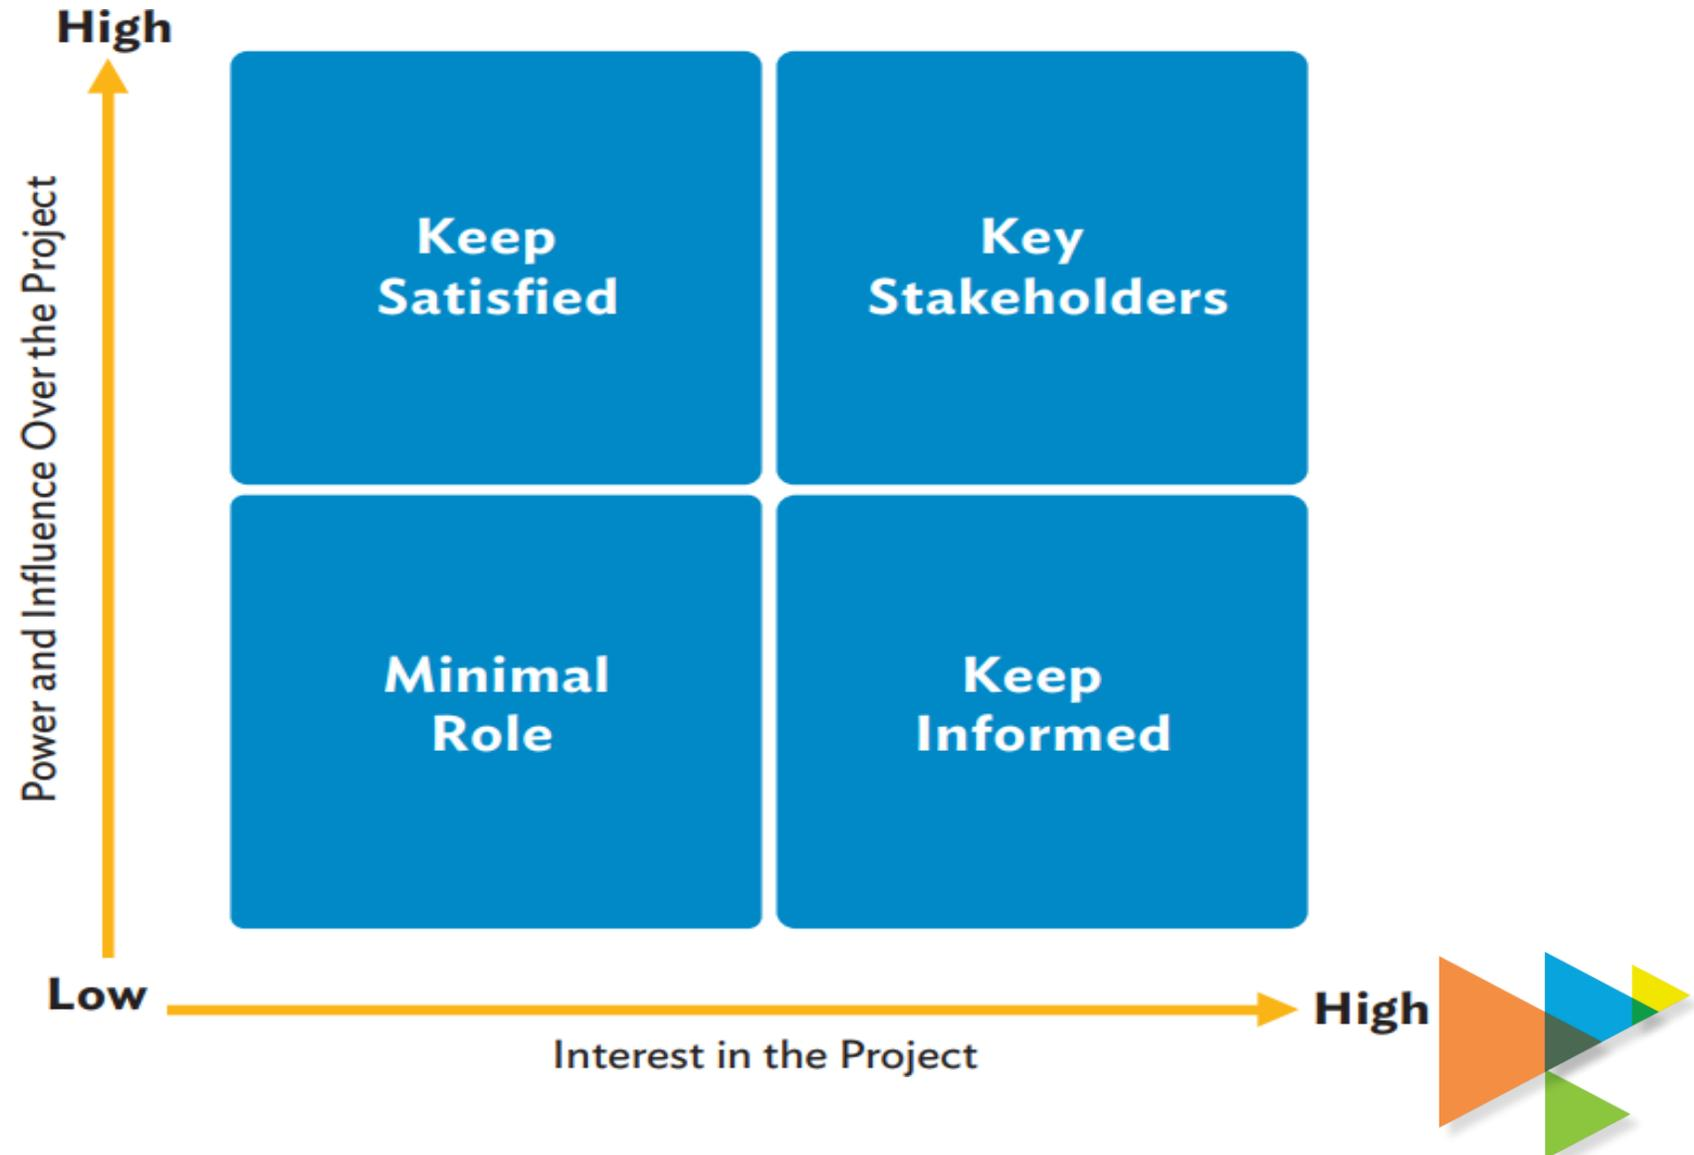 High
Power and Influence Over the Project
Keep
Satisfied
Key
Stakeholders
Minimal
Role
Keep
Informed
Low
High
Interest in the Project